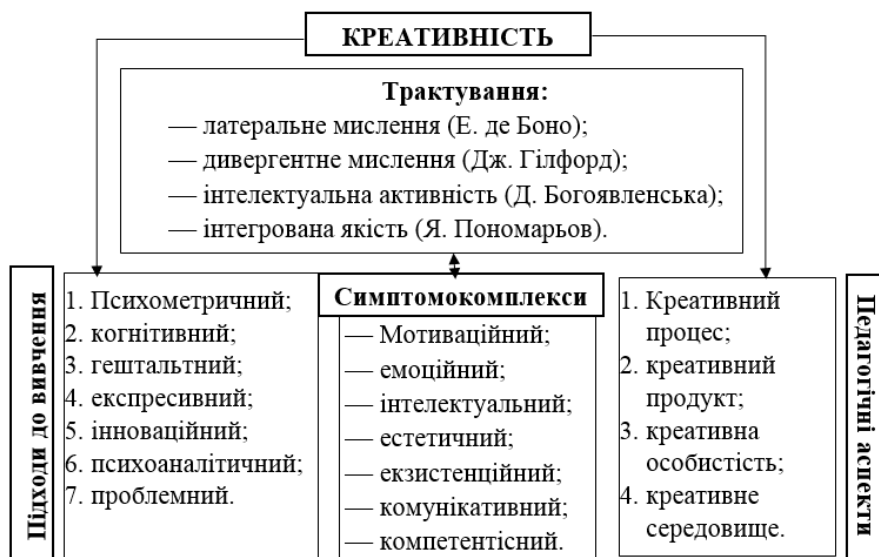 КРЕАТИВНІСТЬ
Трактування:
— латеральне мислення (Е. де Боно);
— дивергентне мислення (Дж. Гілфорд);
— інтелектуальна активність (Д. Богоявленська);
— інтегрована якість (Я. Пономарьов).
Підходи до вивчення
1. Психометричний;
2. когнітивний;
3. гештальтний;
4. експресивний;
5. інноваційний;
6. психоаналітичний;
7. проблемний.
Симптомокомплекси
— Мотиваційний;
— емоційний;
— інтелектуальний;
— естетичний;
— екзистенційний;
— комунікативний;
— компетентісний.
1. Креативний
процес;
2. креативний
продукт;
3. креативна
особистість;
4. креативне
середовище.
Педагогічні аспекти